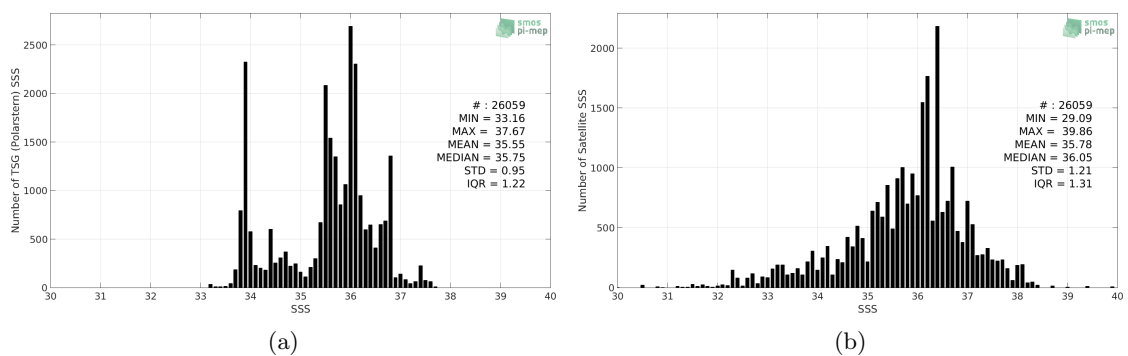 smos
pi-mep
Number of TSG (Polarstern) SSS
2500
2000
1500
1000
500
0
# : 26059
MIN = 33.16
MAX = 37.67
MEAN = 35.55
MEDIAN = 35.75
STD = 0.95
IQR = 1.22
30 31 32 33 34 35 36 37 38 39 40
SSS
(a)
smos
pi-mep
Number of Satellite SSS
2000
1500
1000
500
0
# : 26059
MIN = 29.09
MAX = 39.86
MEAN = 35.78
MEDIAN = 36.05
STD = 1.21
IQR = 1.31
30 31 32 33 34 35 36 37 38 39 40
SSS
(b)